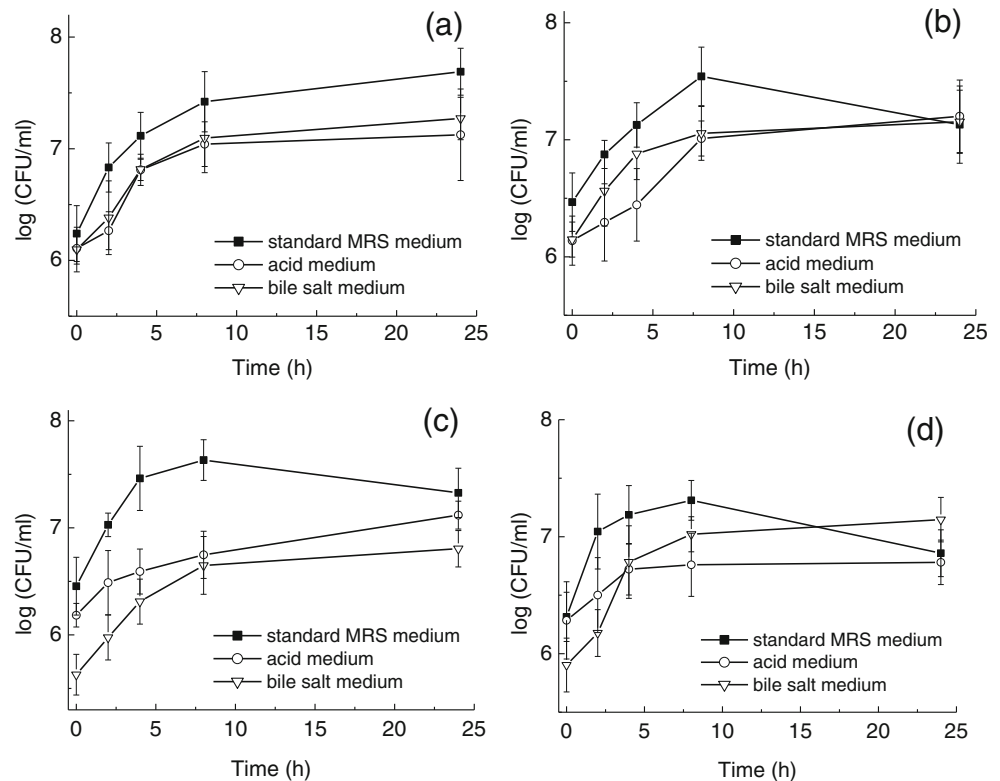 (a)
8
7
6
log (CFU/ml)
standard MRS medium
acid medium
bile salt medium
0 5 10 15 20 25
Time (h)
(b)
8
7
6
log (CFU/ml)
standard MRS medium
acid medium
bile salt medium
0 5 10 15 20 25
Time (h)
(c)
8
7
6
log (CFU/ml)
standard MRS medium
acid medium
bile salt medium
0 5 10 15 20 25
Time (h)
(d)
8
7
6
log (CFU/ml)
standard MRS medium
acid medium
bile salt medium
0 5 10 15 20 25
Time (h)